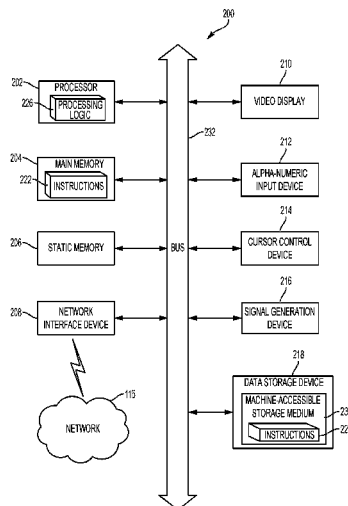 200
202
PROCESSOR
226
PROCESSING
LOGIC
210
VIDEO DISPLAY
232
204
MAIN MEMORY
222
INSTRUCTIONS
212
ALPHA-NUMERIC
INPUT DEVICE
206
STATIC MEMORY
BUS
214
CURSOR CONTROL
DEVICE
208
NETWORK
INTERFACE DEVICE
216
SIGNAL GENERATION
DEVICE
218
DATA STORAGE DEVICE
MACHINE-ACCESSIBLE
STORAGE MEDIUM
23
INSTRUCTIONS
22
NETWORK